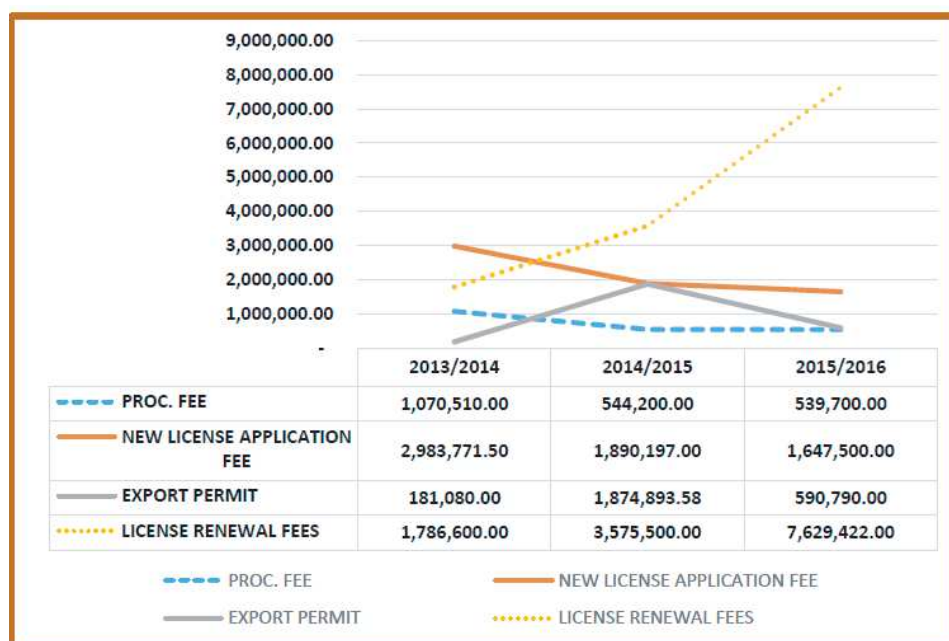 9,000,000.00
8,000,000.00
7,000,000.00
6,000,000.00
5,000,000.00
4,000,000.00
3,000,000.00
2,000,000.00
1,000,000.00
-
2013/2014 2014/2015 2015/2016
PROC. FEE 1,070,510.00 544,200.00 539,700.00
NEW LICENSE APPLICATION
FEE 2,983,771.50 1,890,197.00 1,647,500.00
EXPORT PERMIT 181,080.00 1,874,893.58 590,790.00
LICENSE RENEWAL FEES 1,786,600.00 3,575,500.00 7,629,422.00
PROC. FEE NEW LICENSE APPLICATION FEE
EXPORT PERMIT LICENSE RENEWAL FEES